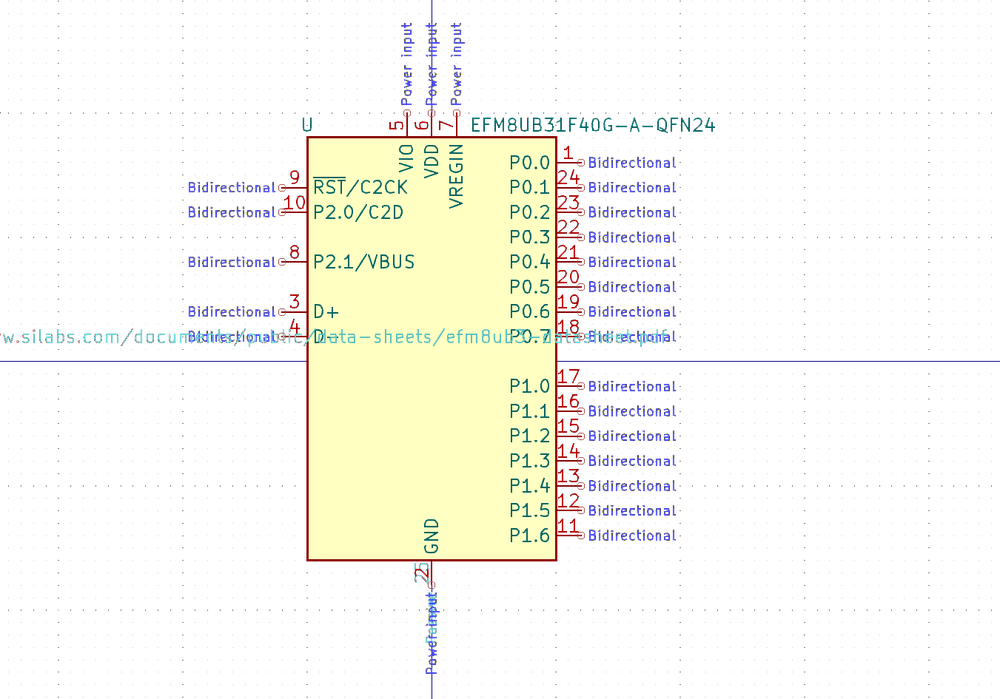 Power input Power input Power input
5 6 7
U EFM8UB31F40G-A-QFN24
VIO VDD VREGIN
P0.0 1 Bidirectional
Bidirectional 9 RST/C2CK P0.1 24 Bidirectional
Bidirectional 10 P2.0/C2D P0.2 23 Bidirectional
P0.3 22 Bidirectional
Bidirectional 8 P2.1/VBUS P0.4 21 Bidirectional
P0.5 20 Bidirectional
Bidirectional 3 D+ P0.6 19 Bidirectional
Bidirectional 4 D- P0.7 18 Bidirectional
w.silabs.com/documents/public/data-sheets/efm8ub3-datasheet.pdf
P1.0 17 Bidirectional
P1.1 16 Bidirectional
P1.2 15 Bidirectional
P1.3 14 Bidirectional
P1.4 13 Bidirectional
P1.5 12 Bidirectional
P1.6 11 Bidirectional
GND
2
Power input